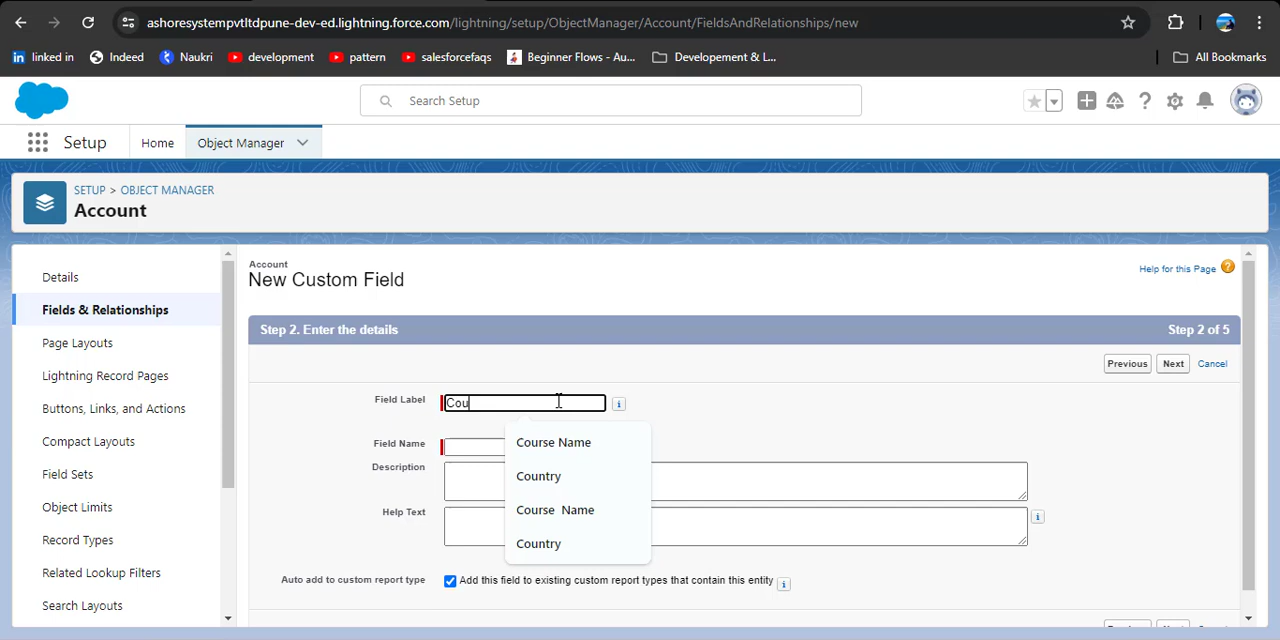 ashoresystempvtltdpune-dev-ed.lightning.force.com/lightning/setup/ObjectManager/Account/FieldsAndRelationships/new
in linked in Indeed Naukri development pattern salesforcefaqs Beginner Flows - Au... Developement & L... All Bookmarks
Search Setup
Setup Home Object Manager
SETUP > OBJECT MANAGER
Account
Details
Fields & Relationships
Page Layouts
Lightning Record Pages
Buttons, Links, and Actions
Compact Layouts
Field Sets
Object Limits
Record Types
Related Lookup Filters
Search Layouts
Account
New Custom Field
Help for this Page
Step 2. Enter the details Step 2 of 5
Previous Next Cancel
Field Label Cou
Course Name
Country
Course  Name
Country
Field Name
Description
Help Text
Auto add to custom report type Add this field to existing custom report types that contain this entity